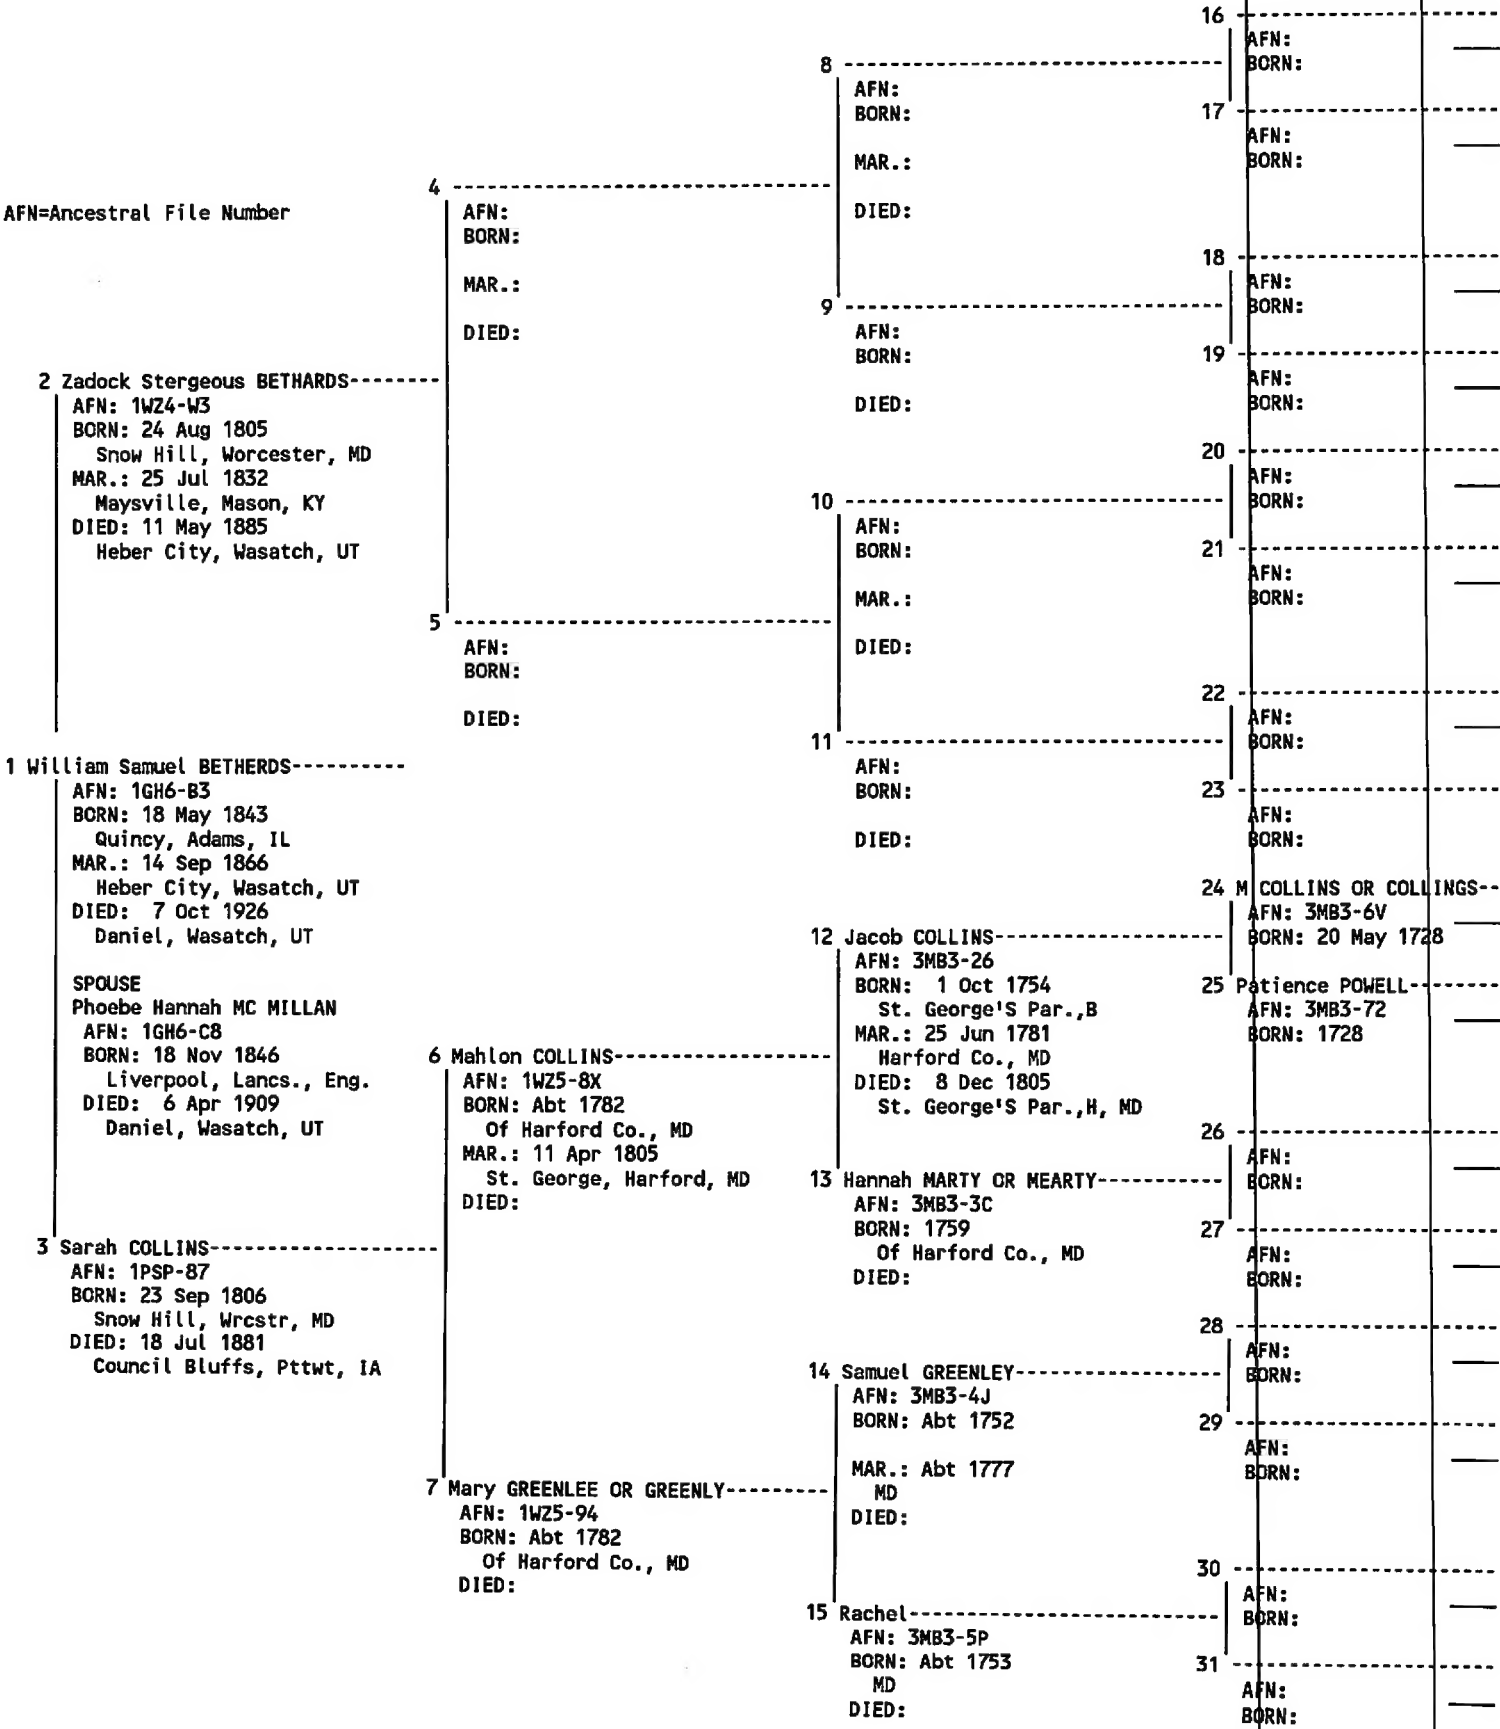 AFN=Ancestral File Number
2 Zadock Stergeous BETHARDS--------
AFN: 1WZ4-W3
BORN: 24 Aug 1805
Snow Hill, Worcester, MD
MAR.: 25 Jul 1832
Maysville, Mason, KY
DIED: 11 May 1885
Heber City, Wasatch, UT
1 William Samuel BETHERDS----------
AFN: 1GH6-B3
BORN: 18 May 1843
Quincy, Adams, IL
MAR.: 14 Sep 1866
Heber City, Wasatch, UT
DIED: 7 Oct 1926
Daniel, Wasatch, UT
SPOUSE
Phoebe Hannah MC MILLAN
AFN: 1GH6-C8
BORN: 18 Nov 1846
Liverpool, Lancs., Eng.
DIED: 6 Apr 1909
Daniel, Wasatch, UT
3 Sarah COLLINS--------------------
AFN: 1PSP-87
BORN: 23 Sep 1806
Snow Hill, Wrcstr, MD
DIED: 18 Jul 1881
Council Bluffs, Pttwt, IA
4 ---------------------------------
AFN:
BORN:
MAR.:
DIED:
5 ---------------------------------
AFN:
BORN:
DIED:
6 Mahlon COLLINS-------------------
AFN: 1WZ5-8X
BORN: Abt 1782
Of Harford Co., MD
MAR.: 11 Apr 1805
St. George, Harford, MD
DIED:
7 Mary GREENLEE OR GREENLY---------
AFN: 1WZ5-94
BORN: Abt 1782
Of Harford Co., MD
DIED:
8 ---------------------------------
AFN:
BORN:
MAR.:
DIED:
9 ---------------------------------
AFN:
BORN:
DIED:
10 ---------------------------------
AFN:
BORN:
MAR.:
DIED:
11 ---------------------------------
AFN:
BORN:
DIED:
12 Jacob COLLINS--------------------
AFN: 3MB3-26
BORN: 1 Oct 1754
St. George'S Par.,B
MAR.: 25 Jun 1781
Harford Co., MD
DIED: 8 Dec 1805
St. George'S Par.,H, MD
13 Hannah MARTY OR MEARTY-----------
AFN: 3MB3-3C
BORN: 1759
Of Harford Co., MD
DIED:
14 Samuel GREENLEY------------------
AFN: 3MB3-4J
BORN: Abt 1752
MAR.: Abt 1777
MD
DIED:
15 Rachel---------------------------
AFN: 3MB3-5P
BORN: Abt 1753
MD
DIED:
16 -----------------------
AFN:
BORN:
17 -----------------------
AFN:
BORN:
18 -----------------------
AFN:
BORN:
19 -----------------------
AFN:
BORN:
20 -----------------------
AFN:
BORN:
21 -----------------------
AFN:
BORN:
22 -----------------------
AFN:
BORN:
23 -----------------------
AFN:
BORN:
24 M COLLINS OR COLLINGS--
AFN: 3MB3-6V
BORN: 20 May 1728
25 Patience POWELL--------
AFN: 3MB3-72
BORN: 1728
26 -----------------------
AFN:
BORN:
27 -----------------------
AFN:
BORN:
28 -----------------------
AFN:
BORN:
29 -----------------------
AFN:
BORN:
30 -----------------------
AFN:
BORN:
31 -----------------------
AFN:
BORN: